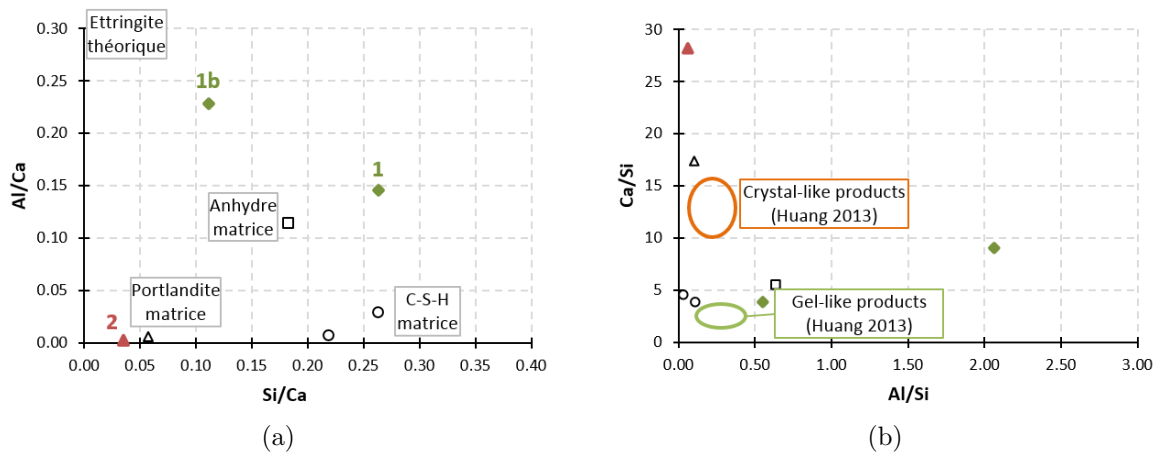 Ettringite
théorique
1b
1
Anhydre
matrice
Portlandite
matrice
C-S-H
matrice
2
0.30
0.25
0.20
0.15
0.10
0.05
0.00
0.00 0.05 0.10 0.15 0.20 0.25 0.30 0.35 0.40
Al/Ca
Si/Ca
(a)
30
25
20
15
10
5
0
0.00 0.50 1.00 1.50 2.00 2.50 3.00
Ca/Si
Al/Si
Crystal-like products
(Huang 2013)
Gel-like products
(Huang 2013)
(b)